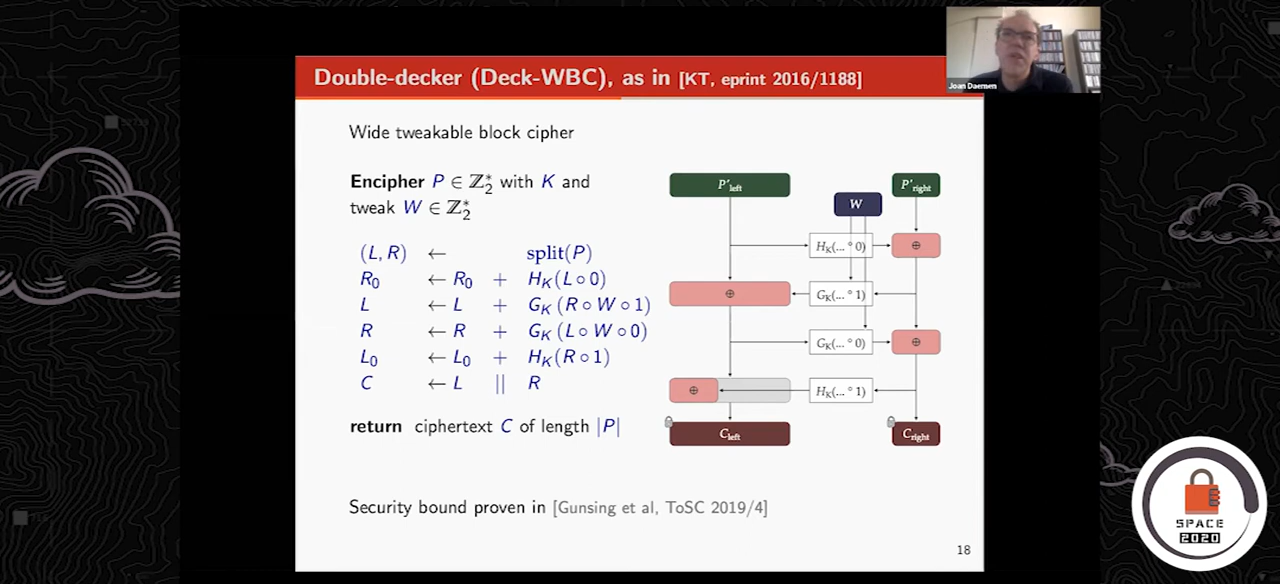 Joan Daemen
Double-decker (Deck-WBC), as in [KT, eprint 2016/1188]
Wide tweakable block cipher
Encipher P ∈ ℤ₂* with K and
tweak W ∈ ℤ₂*
(L, R) ← split(P)
R₀ ← R₀ + H_K(L ∘ 0)
L ← L + G_K(R ∘ W ∘ 1)
R ← R + G_K(L ∘ W ∘ 0)
L₀ ← L₀ + H_K(R ∘ 1)
C ← L || R
return ciphertext C of length |P|
P'left
P'right
W
H_K(... ° 0)
⊕
⊕
G_K(... ° 1)
G_K(... ° 0)
⊕
⊕
H_K(... ° 1)
C_left
C_right
Security bound proven in [Gunsing et al, ToSC 2019/4]
18
SPACE
2020